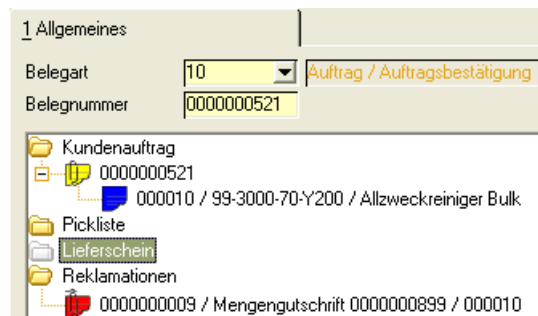 1 Allgemeines
Belegart 10 Auftrag / Auftragsbestätigung
Belegnummer 0000000521
Kundenauftrag
0000000521
000010 / 99-3000-70-Y200 / Allzweckreiniger Bulk
Pickliste
Lieferschein
Reklamationen
0000000009 / Mengengutschrift 0000000899 / 000010